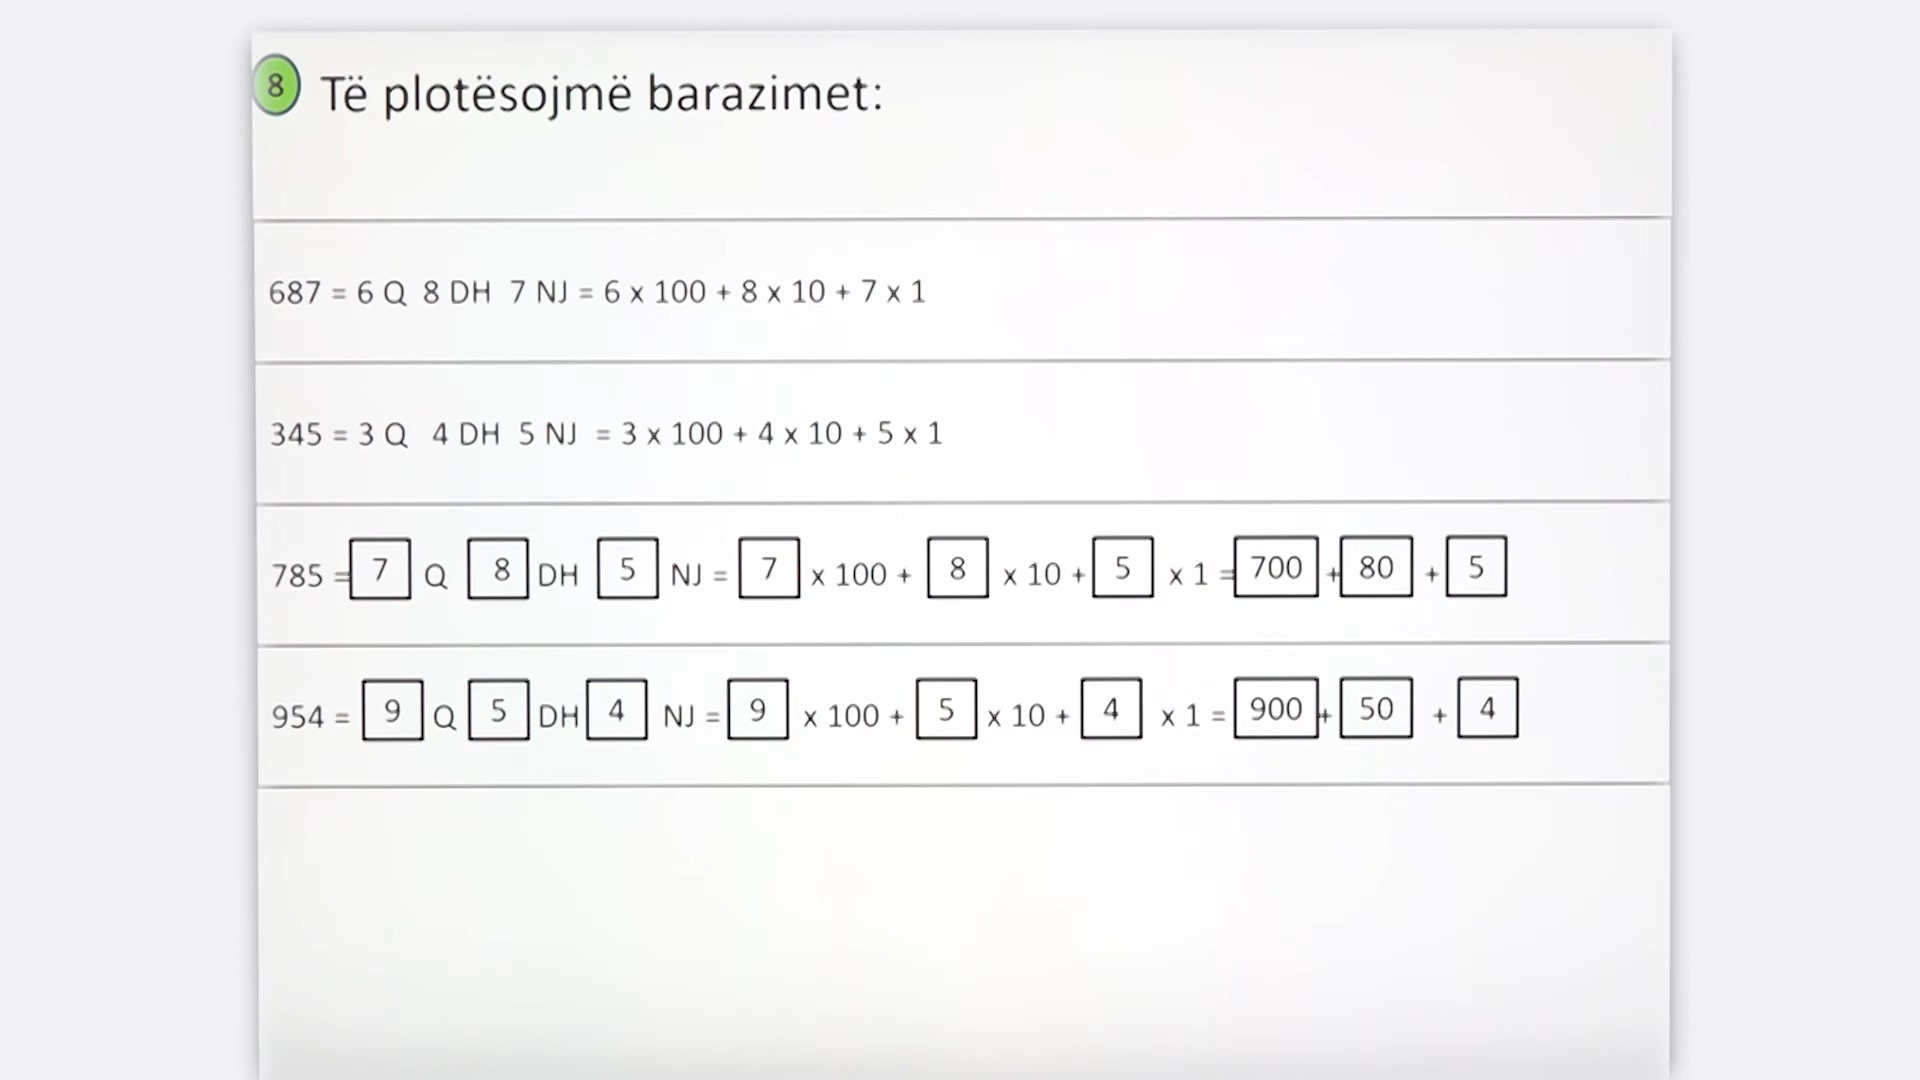 8 Të plotësojmë barazimet:
687 = 6 Q 8 DH 7 NJ = 6 x 100 + 8 x 10 + 7 x 1
345 = 3 Q 4 DH 5 NJ = 3 x 100 + 4 x 10 + 5 x 1
785 = 7 Q 8 DH 5 NJ = 7 x 100 + 8 x 10 + 5 x 1 = 700 + 80 + 5
954 = 9 Q 5 DH 4 NJ = 9 x 100 + 5 x 10 + 4 x 1 = 900 + 50 + 4